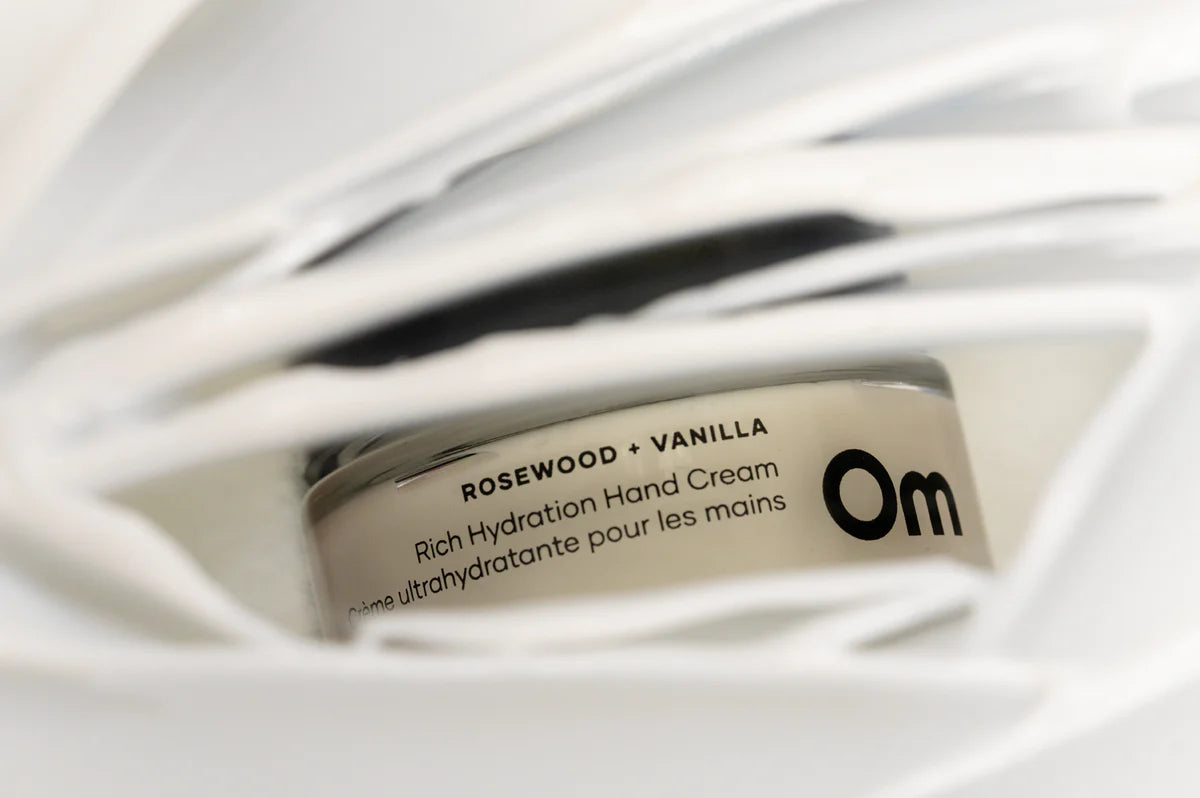 ROSEWOOD + VANILLA
Rich Hydration Hand Cream
Crème ultrahydratante pour les mains
Om